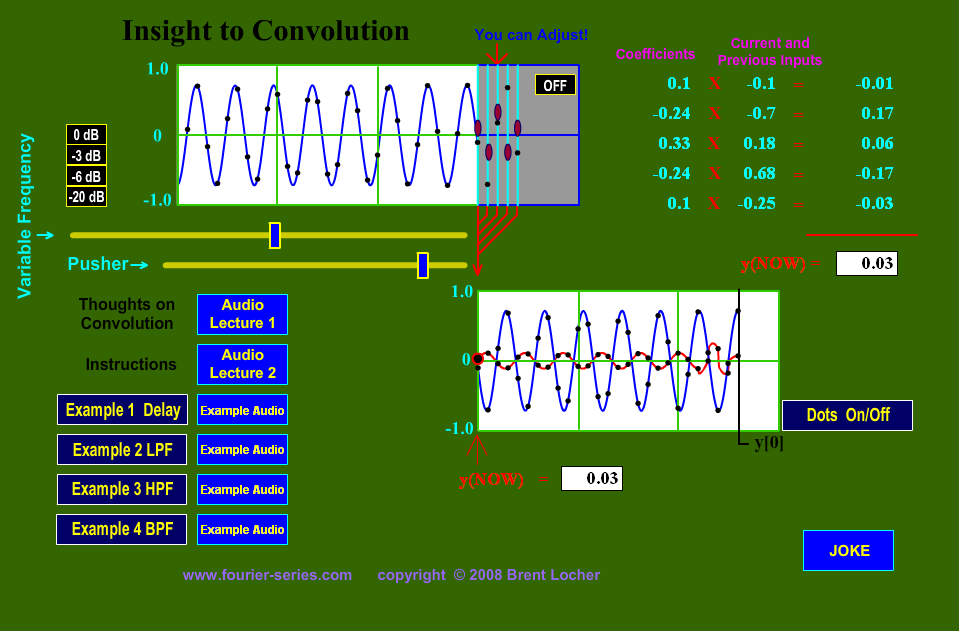 Insight to Convolution
You can Adjust!
Coefficients
Current and
Previous Inputs
1.0
0
-1.0
OFF
0 dB
-3 dB
-6 dB
-20 dB
Variable Frequency
Pusher
0.1 X -0.1 = -0.01
-0.24 X -0.7 = 0.17
0.33 X 0.18 = 0.06
-0.24 X 0.68 = -0.17
0.1 X -0.25 = -0.03
y(NOW) = 0.03
Thoughts on
Convolution
Audio
Lecture 1
Instructions
Audio
Lecture 2
Example 1 Delay
Example Audio
Example 2 LPF
Example Audio
Example 3 HPF
Example Audio
Example 4 BPF
Example Audio
1.0
0
-1.0
Dots On/Off
y[0]
y(NOW) = 0.03
JOKE
www.fourier-series.com copyright © 2008 Brent Locher